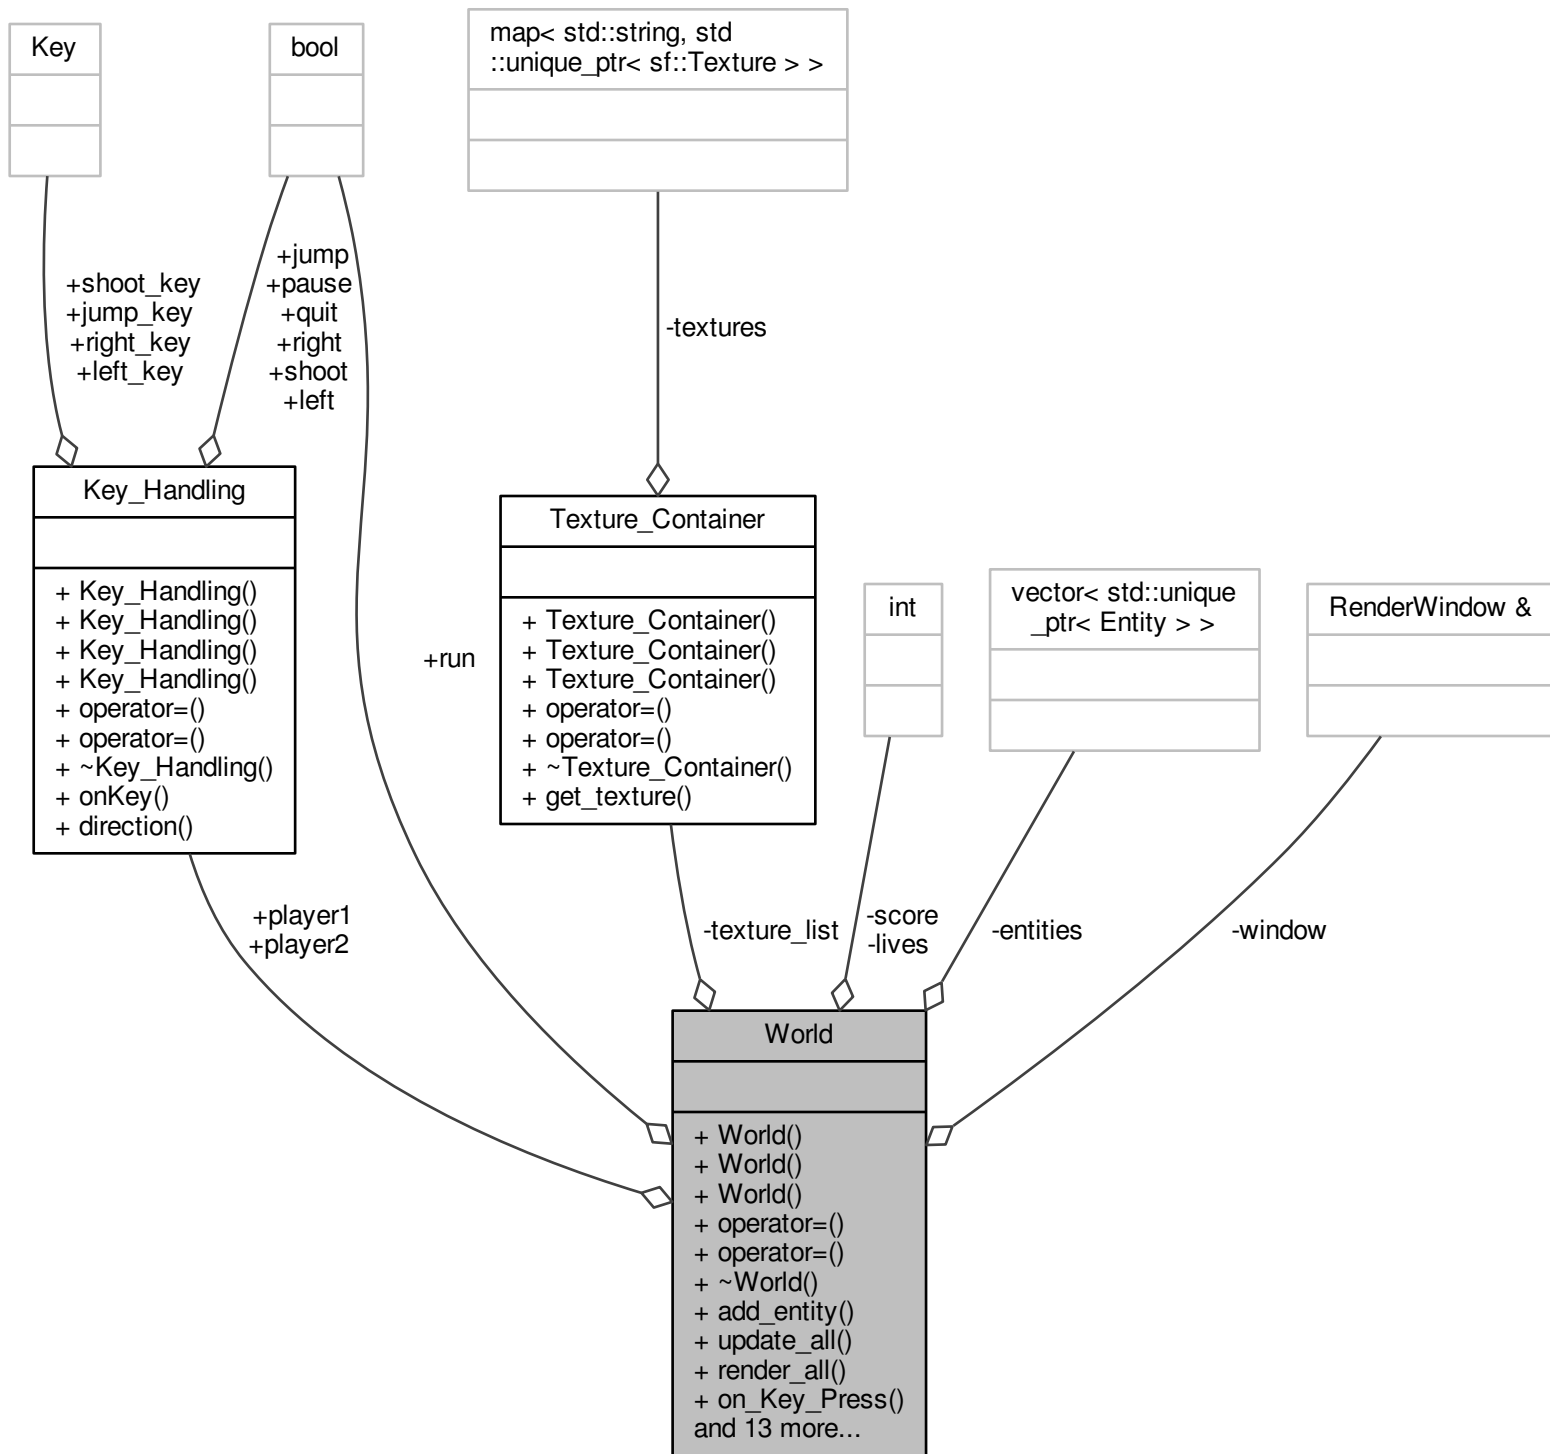 Key
bool
map< std::string, std
::unique_ptr< sf::Texture > >
+shoot_key
+jump_key
+right_key
+left_key
+jump
+pause
+quit
+right
+shoot
+left
-textures
Key_Handling
+ Key_Handling()
+ Key_Handling()
+ Key_Handling()
+ Key_Handling()
+ operator=()
+ operator=()
+ ~Key_Handling()
+ onKey()
+ direction()
+run
Texture_Container
+ Texture_Container()
+ Texture_Container()
+ Texture_Container()
+ operator=()
+ operator=()
+ ~Texture_Container()
+ get_texture()
int
vector< std::unique
_ptr< Entity > >
RenderWindow &
+player1
+player2
-texture_list
-score
-lives
-entities
-window
World
+ World()
+ World()
+ World()
+ operator=()
+ operator=()
+ ~World()
+ add_entity()
+ update_all()
+ render_all()
+ on_Key_Press()
and 13 more...